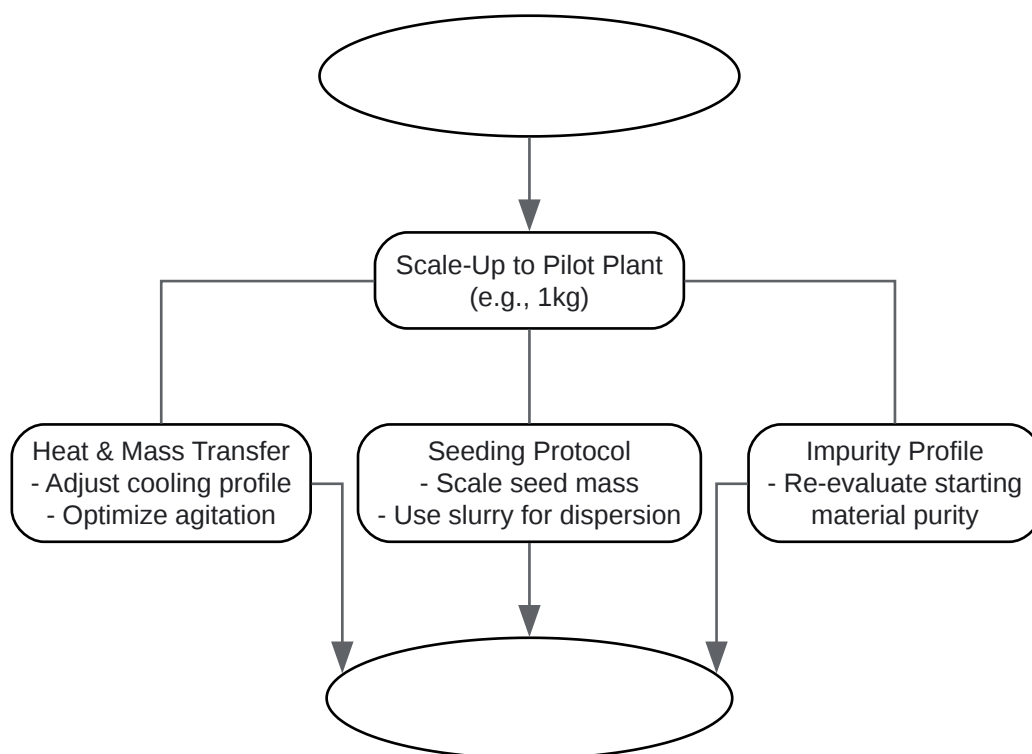 Scale-Up to Pilot Plant
(e.g., 1kg)
Heat & Mass Transfer
- Adjust cooling profile
- Optimize agitation
Seeding Protocol
- Scale seed mass
- Use slurry for dispersion
Impurity Profile
- Re-evaluate starting
material purity